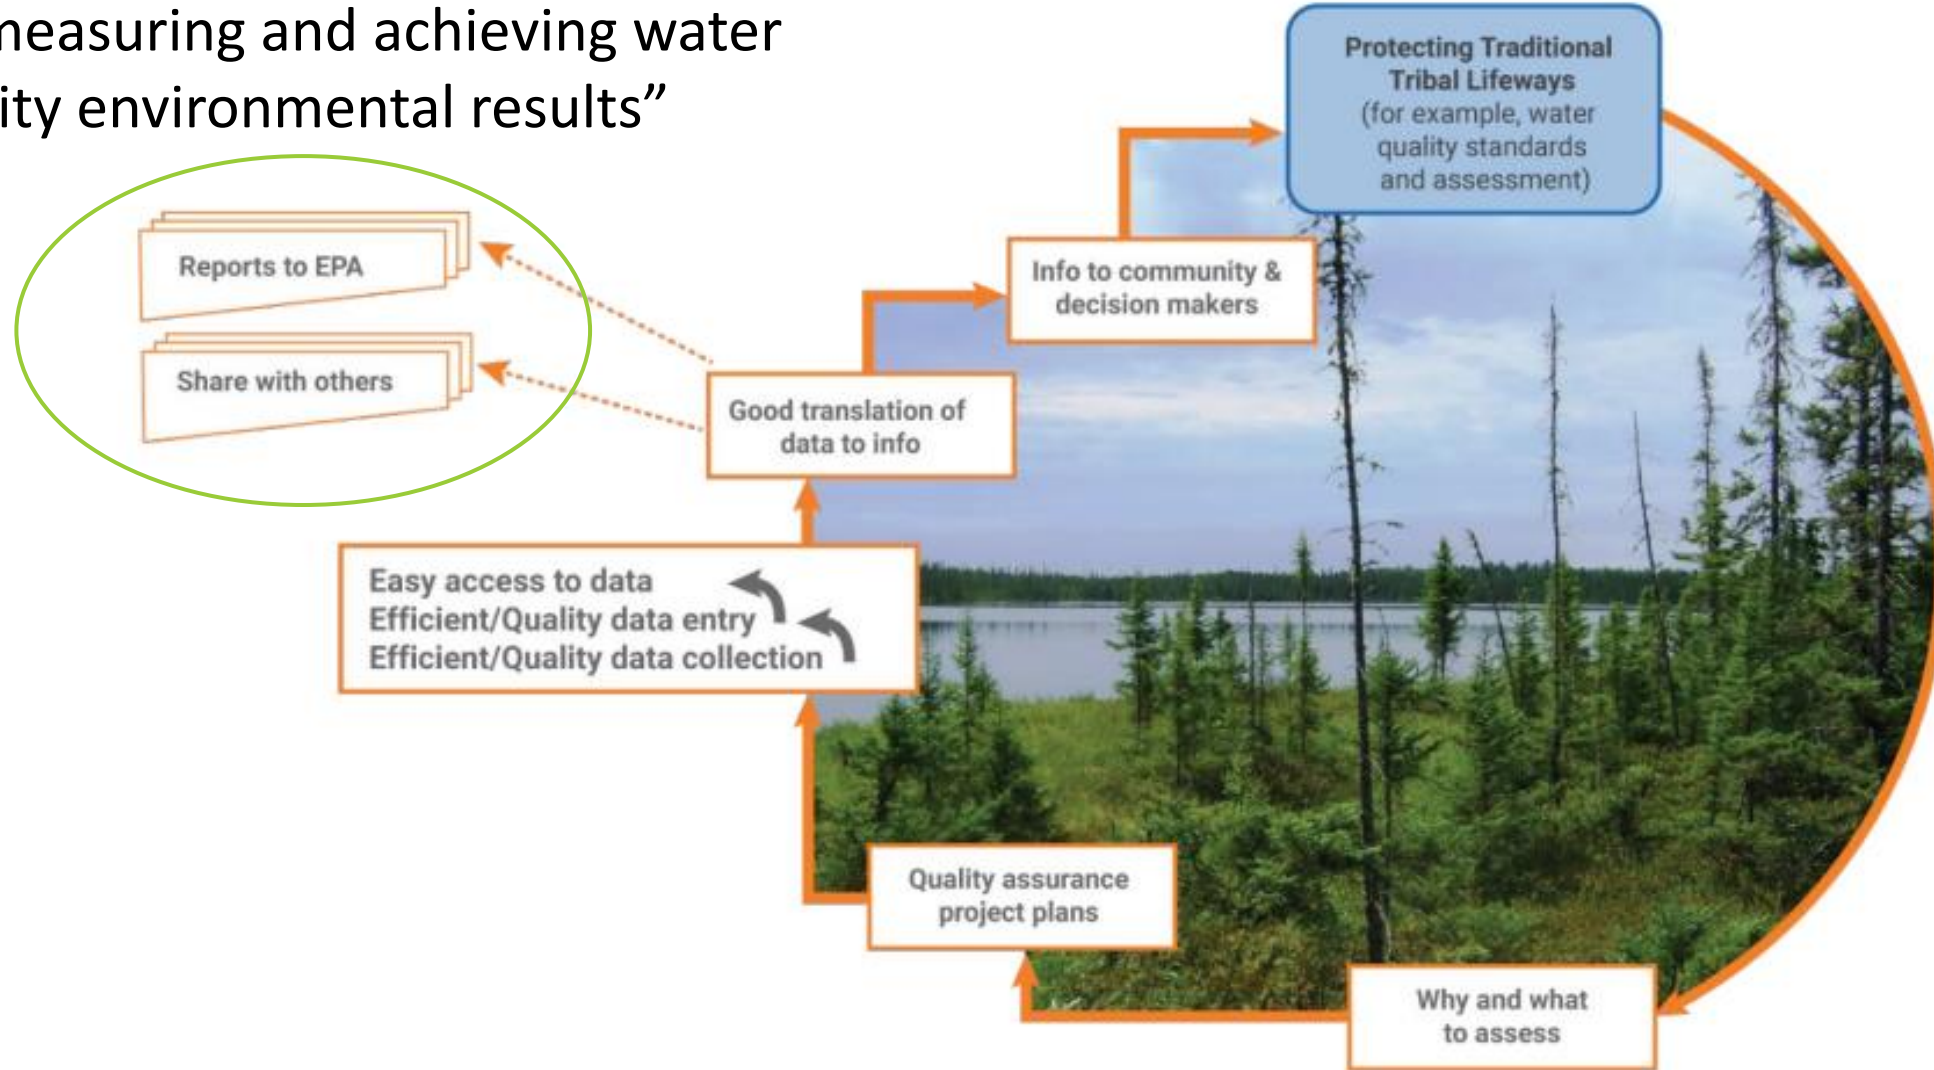 measuring and achieving water
ity environmental results”
Protecting Traditional
Tribal Lifeways
(for example, water
quality standards
and assessment)
Reports to EPA
Info to community &
decision makers
Share with others
Good translation of
data to info
Easy access to data
Efficient/Quality data entry
Efficient/Quality data collection
Quality assurance
project plans
Why and what
to assess